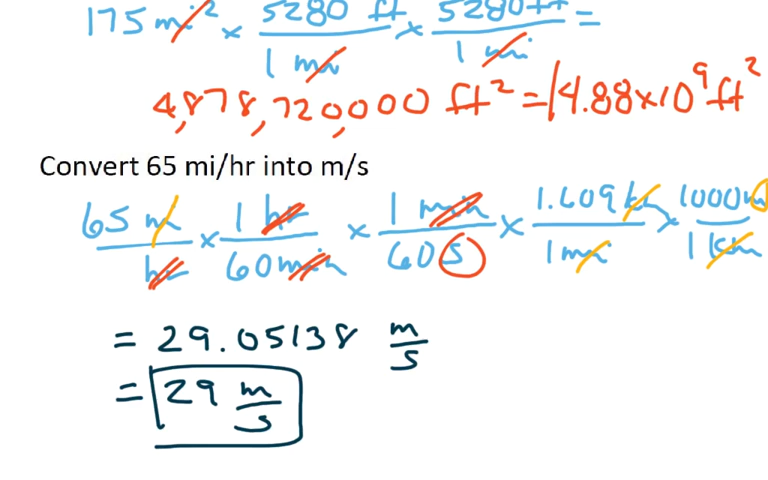 175 mi² × 5280 ft / 1 mi × 5280 ft / 1 mi =
4,878,720,000 ft² = 4.88×10⁹ ft²
Convert 65 mi/hr into m/s
65 mi / hr × 1 hr / 60 min × 1 min / 60 s × 1.609 km / 1 mi × 1000 m / 1 km
= 29.05138 m/s
= 29 m/s